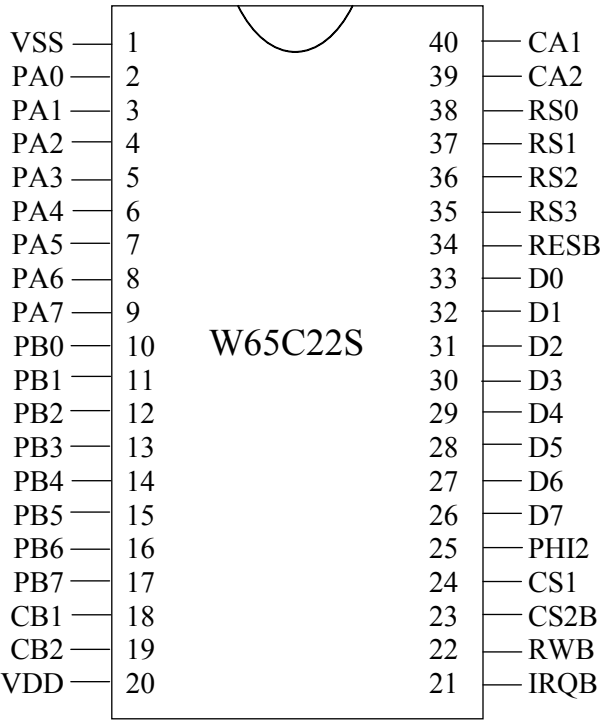 VSS 1 40 CA1
PA0 2 39 CA2
PA1 3 38 RS0
PA2 4 37 RS1
PA3 5 36 RS2
PA4 6 35 RS3
PA5 7 34 RESB
PA6 8 33 D0
PA7 9 32 D1
PB0 10 W65C22S 31 D2
PB1 11 30 D3
PB2 12 29 D4
PB3 13 28 D5
PB4 14 27 D6
PB5 15 26 D7
PB6 16 25 PHI2
PB7 17 24 CS1
CB1 18 23 CS2B
CB2 19 22 RWB
VDD 20 21 IRQB